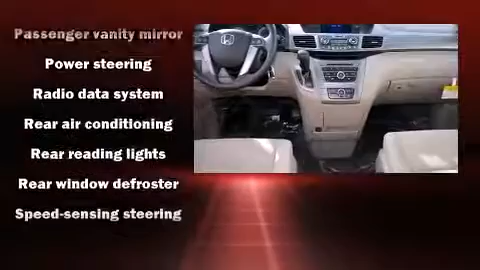 Passenger vanity mirror
Power steering
Radio data system
Rear air conditioning
Rear reading lights
Rear window defroster
Speed-sensing steering